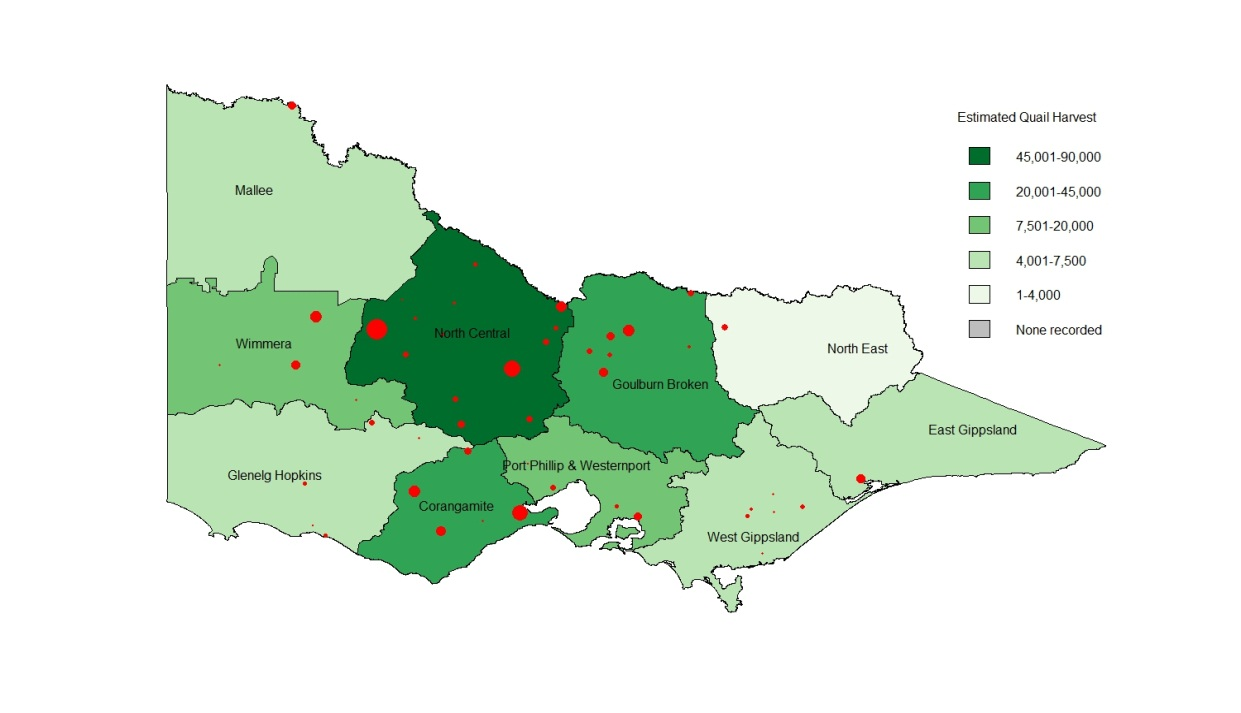 Estimated Quail Harvest
45,001-90,000
20,001-45,000
7,501-20,000
4,001-7,500
1-4,000
None recorded
Mallee
Wimmera
North Central
North East
Goulburn Broken
East Gippsland
Glenelg Hopkins
Port Phillip & Westernport
Corangamite
West Gippsland